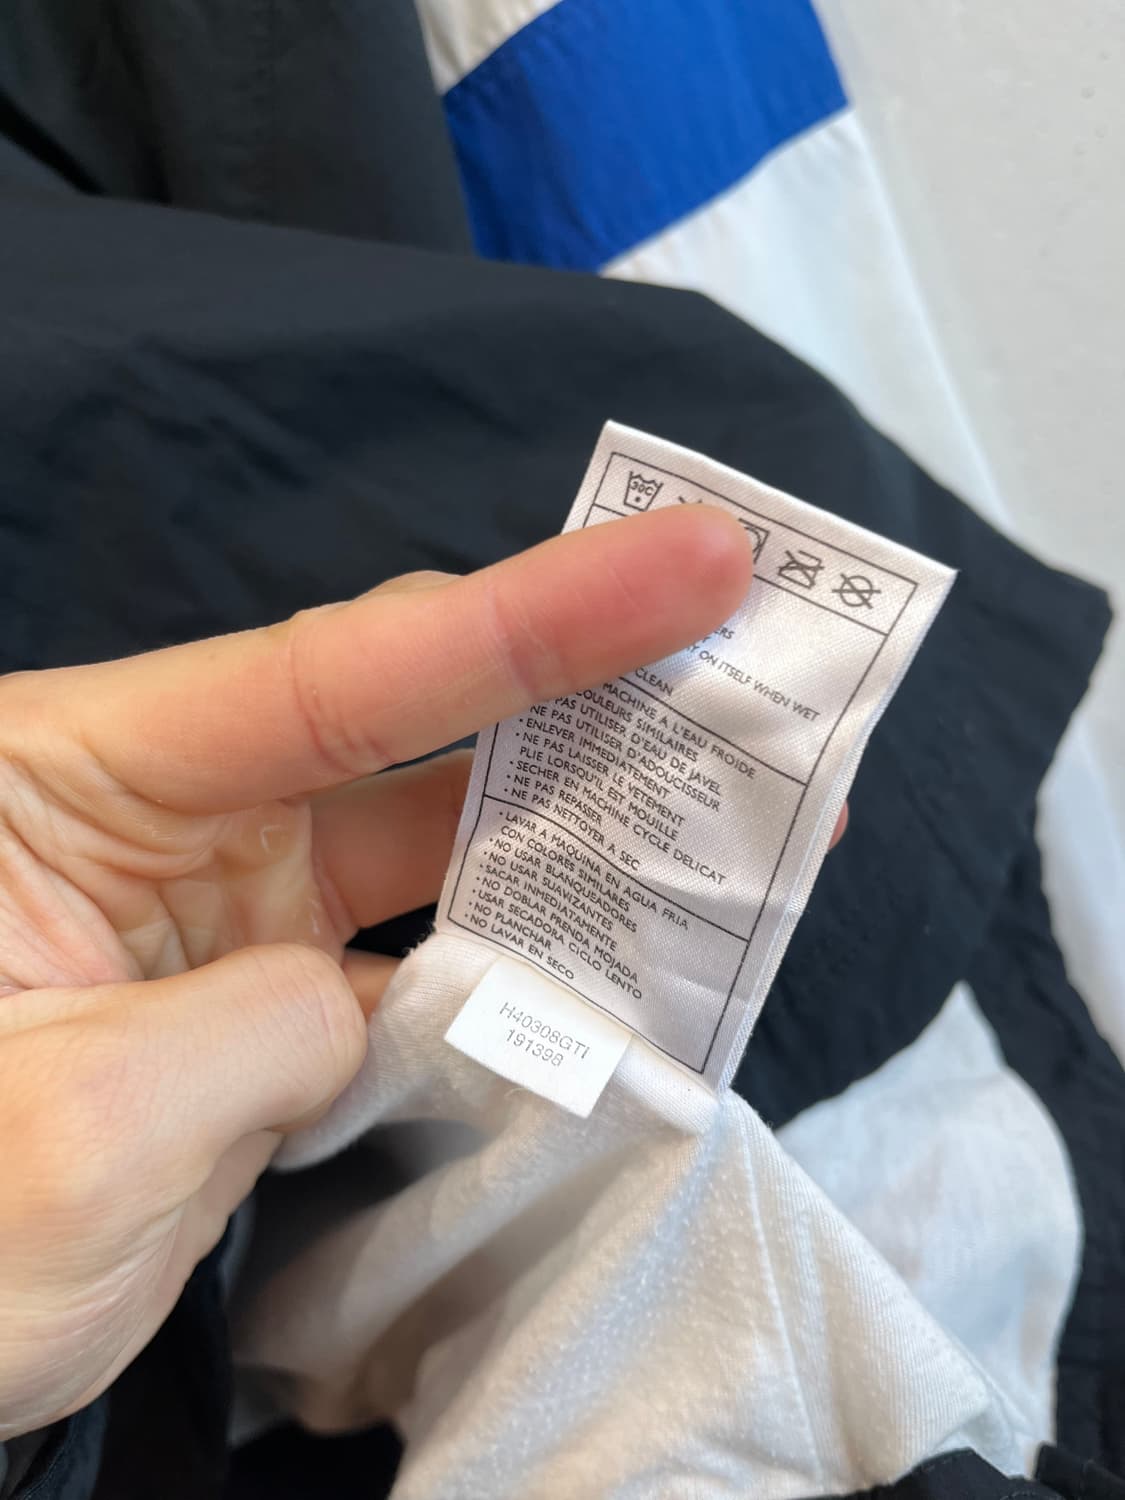 30C
ERS
Y ON ITSELF WHEN WET
CLEAN
MACHINE A L'EAU FROIDE
COULEURS SIMILAIRES
PAS UTILISER D'EAU DE JAVEL
NE PAS UTILISER D'ADOUCISSEUR
• ENLEVER IMMEDIATEMENT
• NE PAS LAISSER LE VETEMENT
PLIE LORSQU'IL EST MOUILLE
• SECHER EN MACHINE CYCLE DELICAT
• NE PAS REPASSER
• NE PAS NETTOYER A SEC
• LAVAR A MAQUINA EN AGUA FRIA
CON COLORES SIMILARES
• NO USAR BLANQUEADORES
• NO USAR SUAVIZANTES
• SACAR INMEDIATAMENTE
• NO DOBLAR PRENDA MOJADA
• USAR SECADORA CICLO LENTO
• NO PLANCHAR
• NO LAVAR EN SECO
H40308GTI
191398